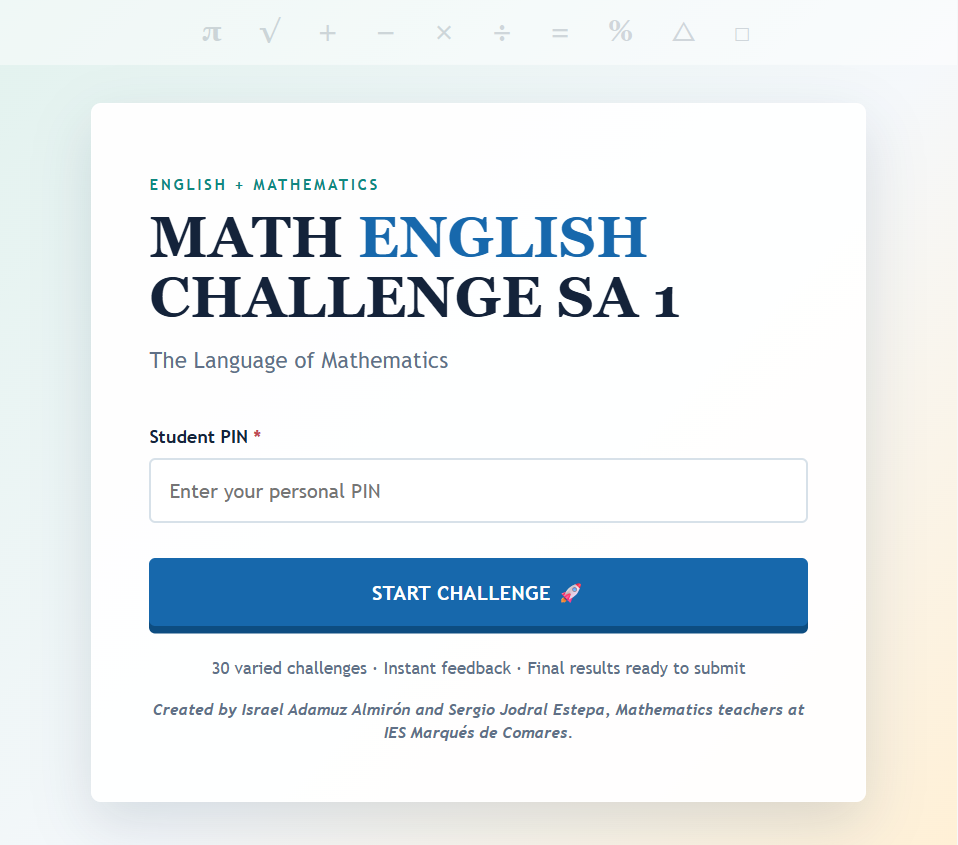 π √ + − × ÷ = % △ □
ENGLISH + MATHEMATICS
MATH ENGLISH
CHALLENGE SA 1
The Language of Mathematics
Student PIN *
Enter your personal PIN
START CHALLENGE 🚀
30 varied challenges · Instant feedback · Final results ready to submit
Created by Israel Adamuz Almirón and Sergio Jodral Estepa, Mathematics teachers at
IES Marqués de Comares.